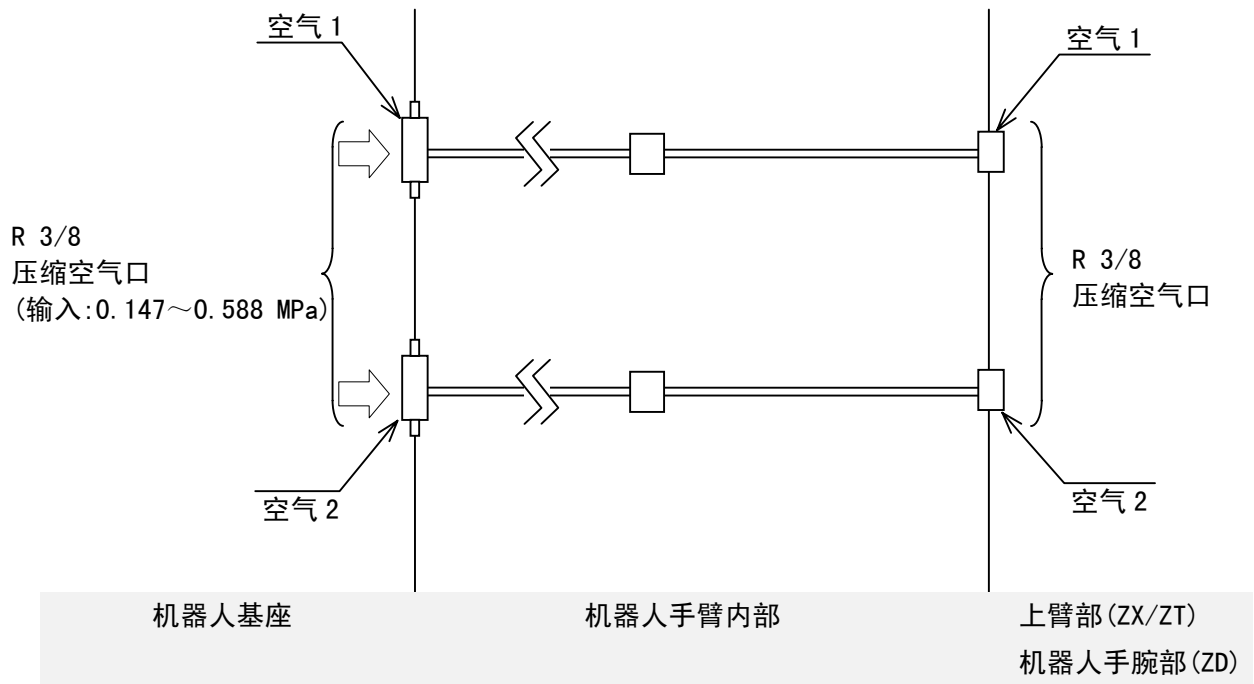 空气1
空气1
R 3/8
压缩空气口
(输入:0.147～0.588 MPa)
R 3/8
压缩空气口
空气2
空气2
机器人基座
机器人手臂内部
上臂部(ZX/ZT)
机器人手腕部(ZD)